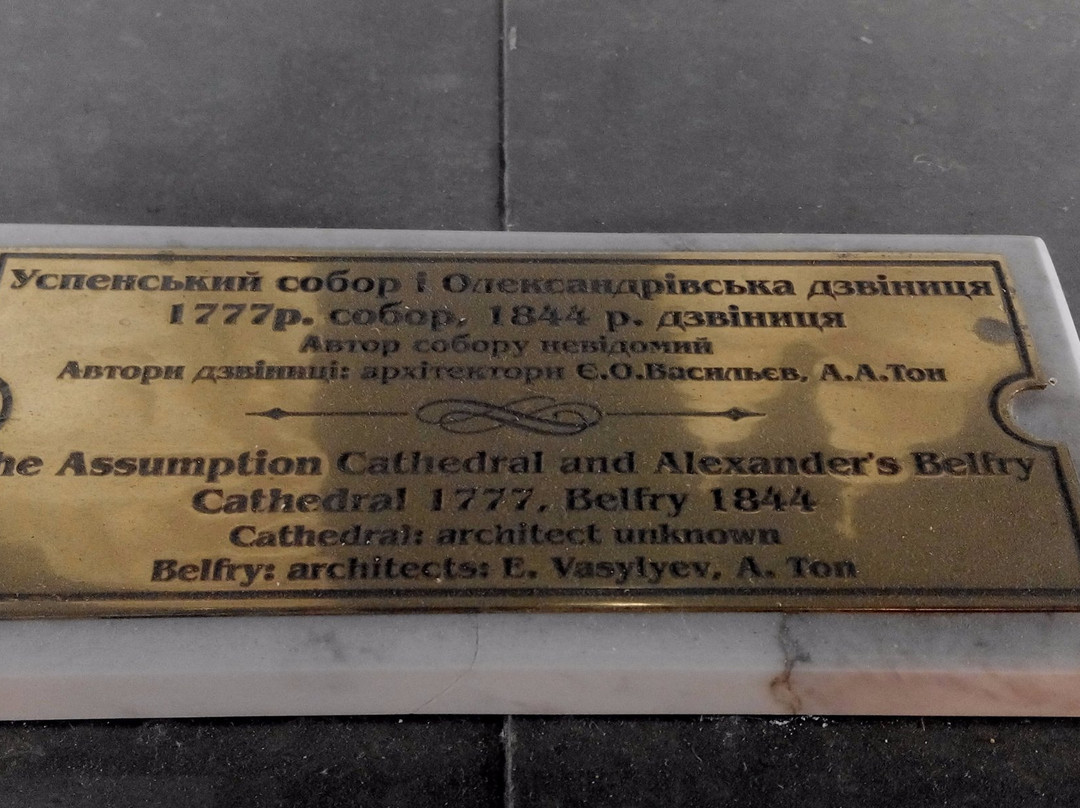 Успенський собор і Олександрівська дзвіниця
1777р. собор, 1844 р. дзвіниця
Автор собору невідомий
Автори дзвіниці: архітектори Є.О.Васильєв, А.А.Тон
he Assumption Cathedral and Alexander's Belfry
Cathedral 1777, Belfry 1844
Cathedral: architect unknown
Belfry: architects: E. Vasylyev, A. Ton